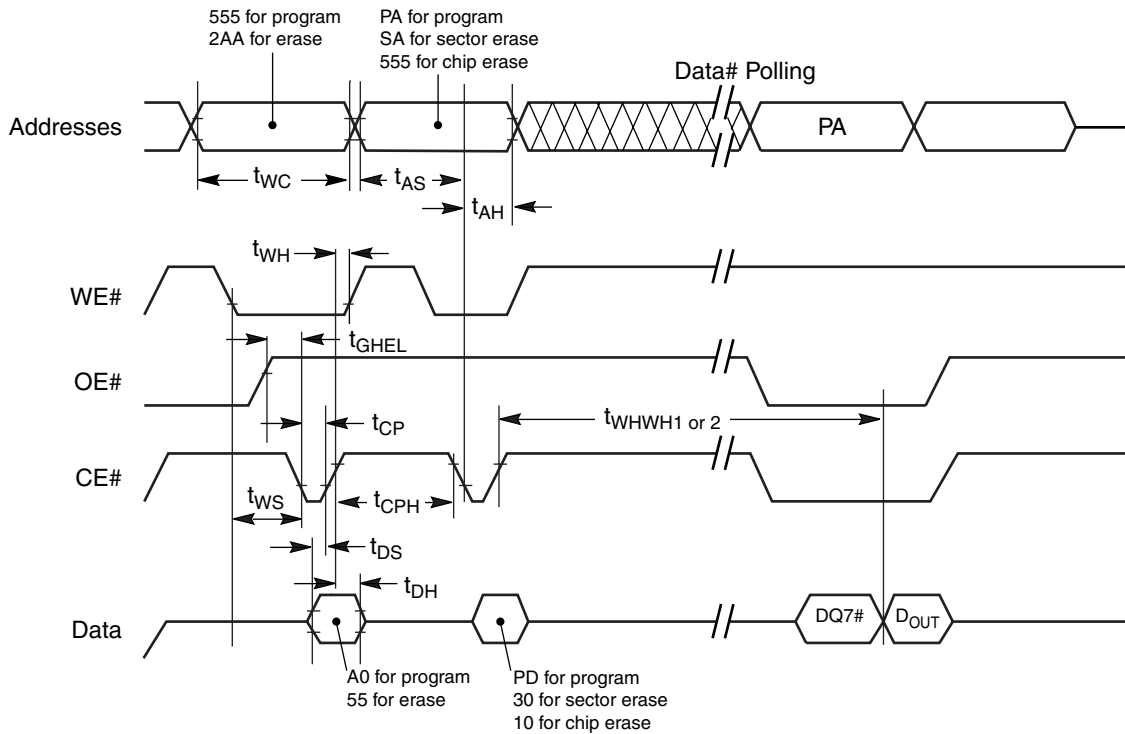 555 for program
2AA for erase
PA for program
SA for sector erase
555 for chip erase
Data# Polling
Addresses
PA
tWC
tAS
tAH
tWH
WE#
tGHEL
OE#
tWHWH1 or 2
tCP
CE#
tWS
tCPH
tDS
tDH
Data
DQ7#
DOUT
A0 for program
55 for erase
PD for program
30 for sector erase
10 for chip erase